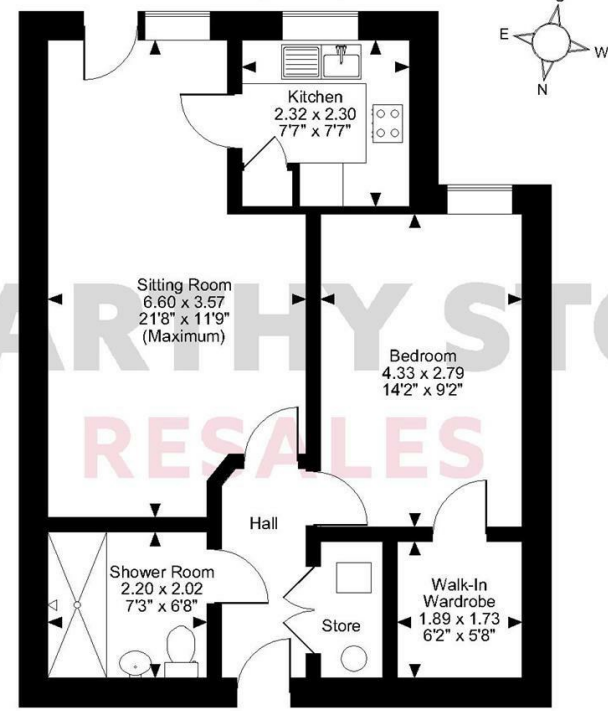 E
W
N
Kitchen
2.32 x 2.30
7'7" x 7'7"
Sitting Room
6.60 x 3.57
21'8" x 11'9"
(Maximum)
ARTHY STO
Bedroom
4.33 x 2.79
14'2" x 9'2"
RESALES
Hall
Shower Room
2.20 x 2.02
7'3" x 6'8"
Store
Walk-In
Wardrobe
1.89 x 1.73
6'2" x 5'8"